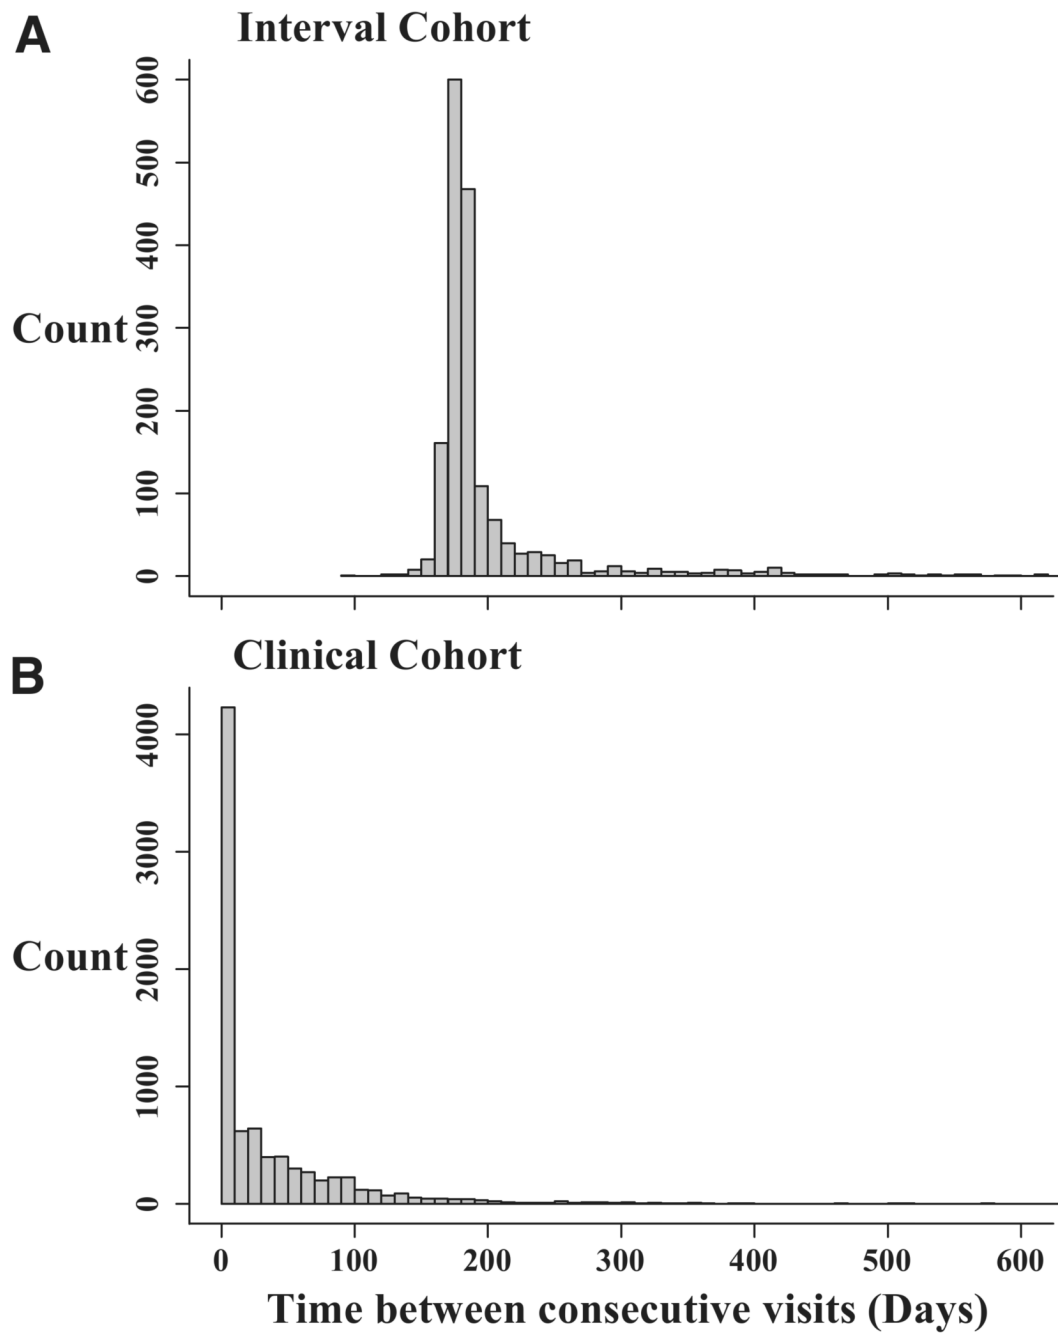 A
Interval Cohort
600
500
400
Count 300
200
100
0
B
Clinical Cohort
4000
3000
Count 2000
1000
0
0 100 200 300 400 500 600
Time between consecutive visits (Days)